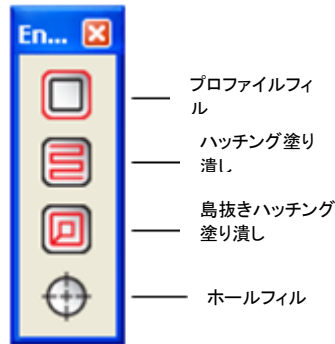 En...
プロファイルフィ
ル
ハッチング塗り
潰し
島抜きハッチング
塗り潰し
ホールフィル